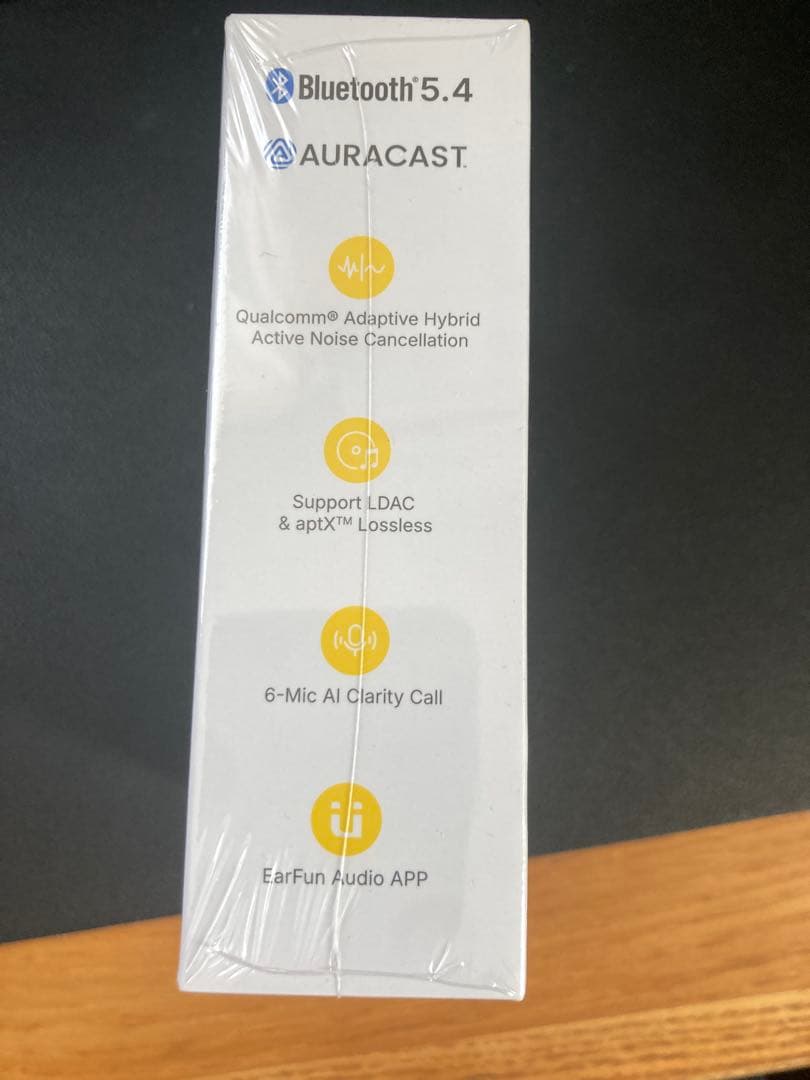 Bluetooth® 5.4
AURACAST™
Qualcomm® Adaptive Hybrid
Active Noise Cancellation
Support LDAC
& aptX™ Lossless
6-Mic AI Clarity Call
EarFun Audio APP